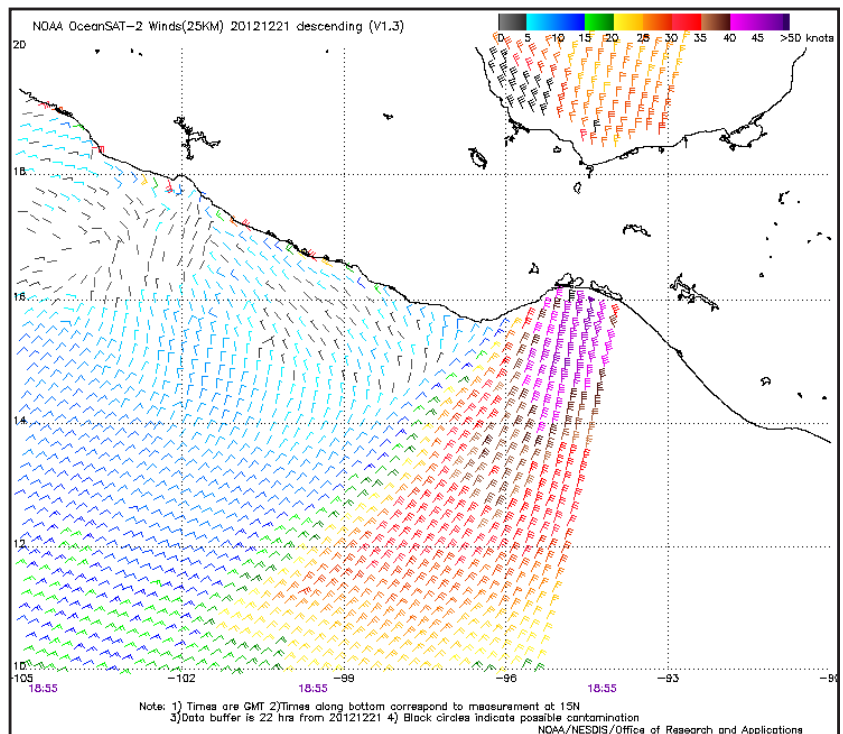 NOAA OceanSAT-2 Winds(25KM) 20121221 descending (V1.3)
0 5 10 15 20 25 30 35 40 45 >50 knots
20
18
16
14
12
10
-105 -102 -99 -96 -93 -90
18:55 18:55 18:55
Note: 1) Times are GMT 2)Times along bottom correspond to measurement at 15N
3)Data buffer is 22 hrs from 20121221 4) Black circles indicate possible contamination
NOAA/NESDIS/Office of Research and Applications